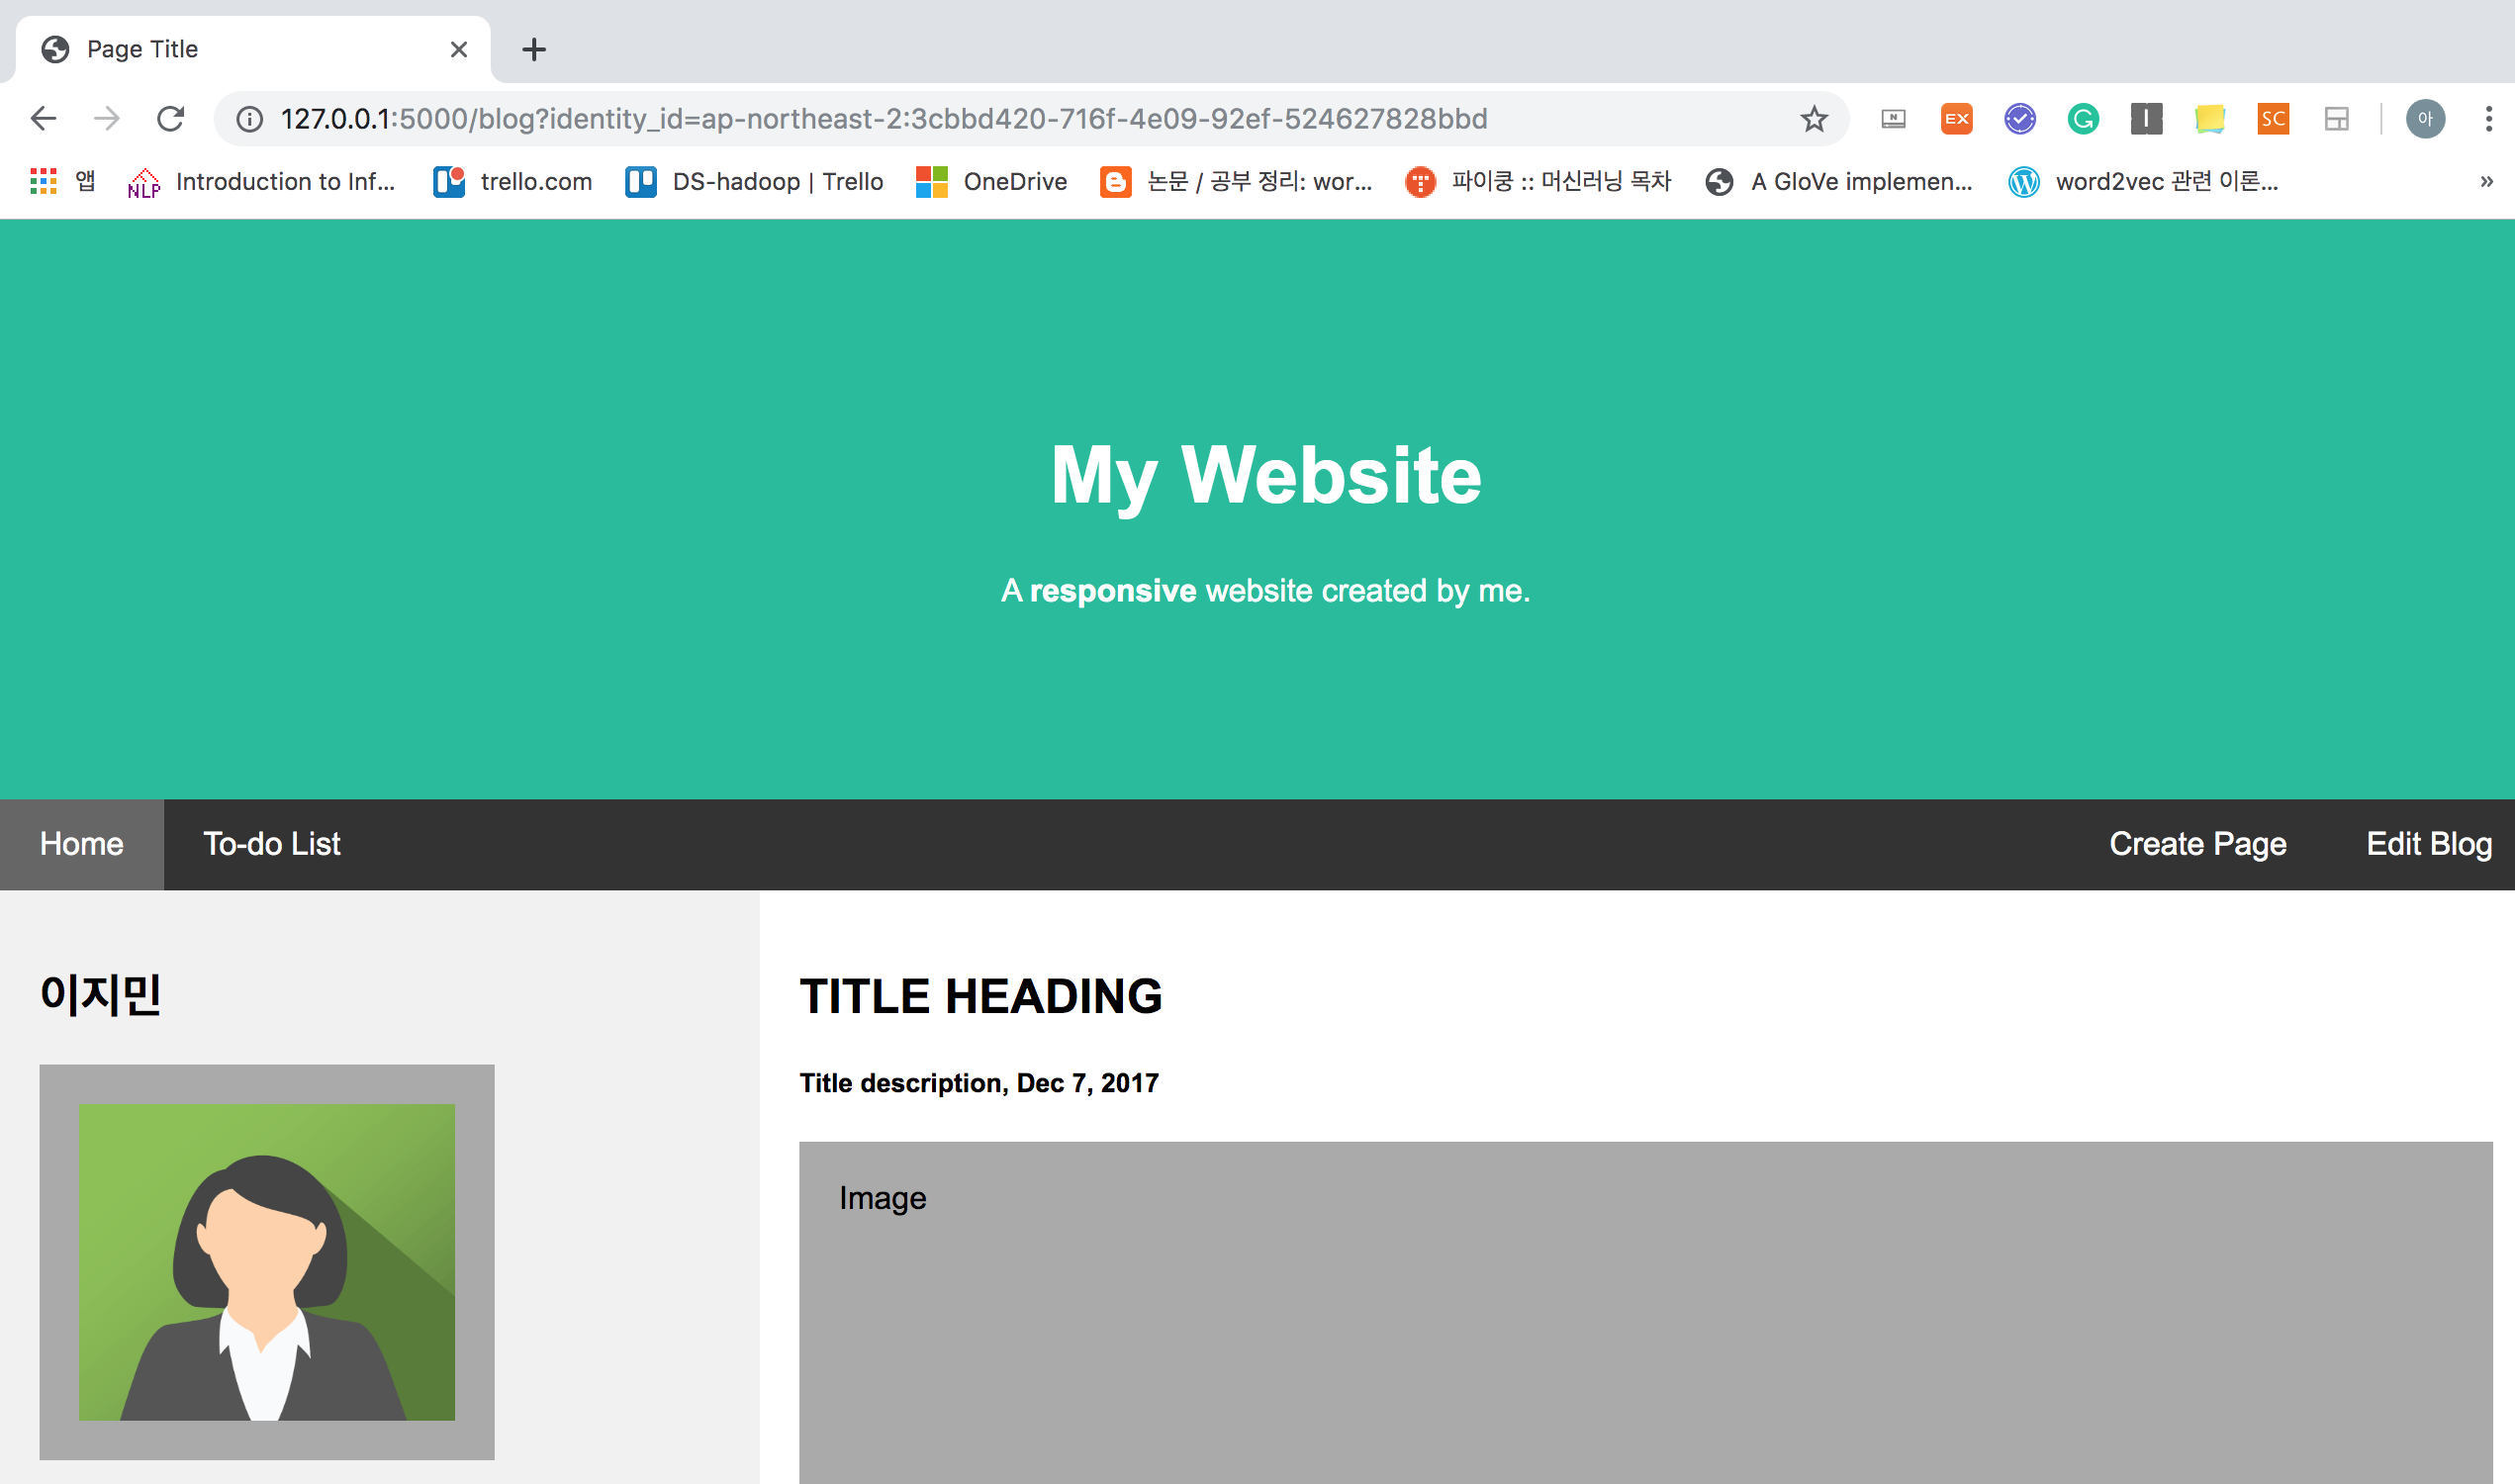 Page Title
127.0.0.1:5000/blog?identity_id=ap-northeast-2:3cbbd420-716f-4e09-92ef-524627828bbd
N EX I SC 아
앱 NLP Introduction to Inf... trello.com DS-hadoop | Trello OneDrive 논문 / 공부 정리: wor... 파이쿵 :: 머신러닝 목차 A GloVe implemen... word2vec 관련 이론... »
My Website
A responsive website created by me.
Home To-do List Create Page Edit Blog
이지민
TITLE HEADING
Title description, Dec 7, 2017
Image